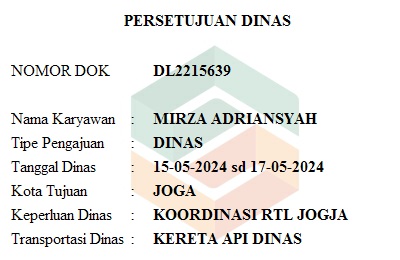 PERSETUJUAN DINAS
NOMOR DOK DL2215639
Nama Karyawan : MIRZA ADRIANSYAH
Tipe Pengajuan : DINAS
Tanggal Dinas : 15-05-2024 sd 17-05-2024
Kota Tujuan : JOGA
Keperluan Dinas : KOORDINASI RTL JOGJA
Transportasi Dinas : KERETA API DINAS